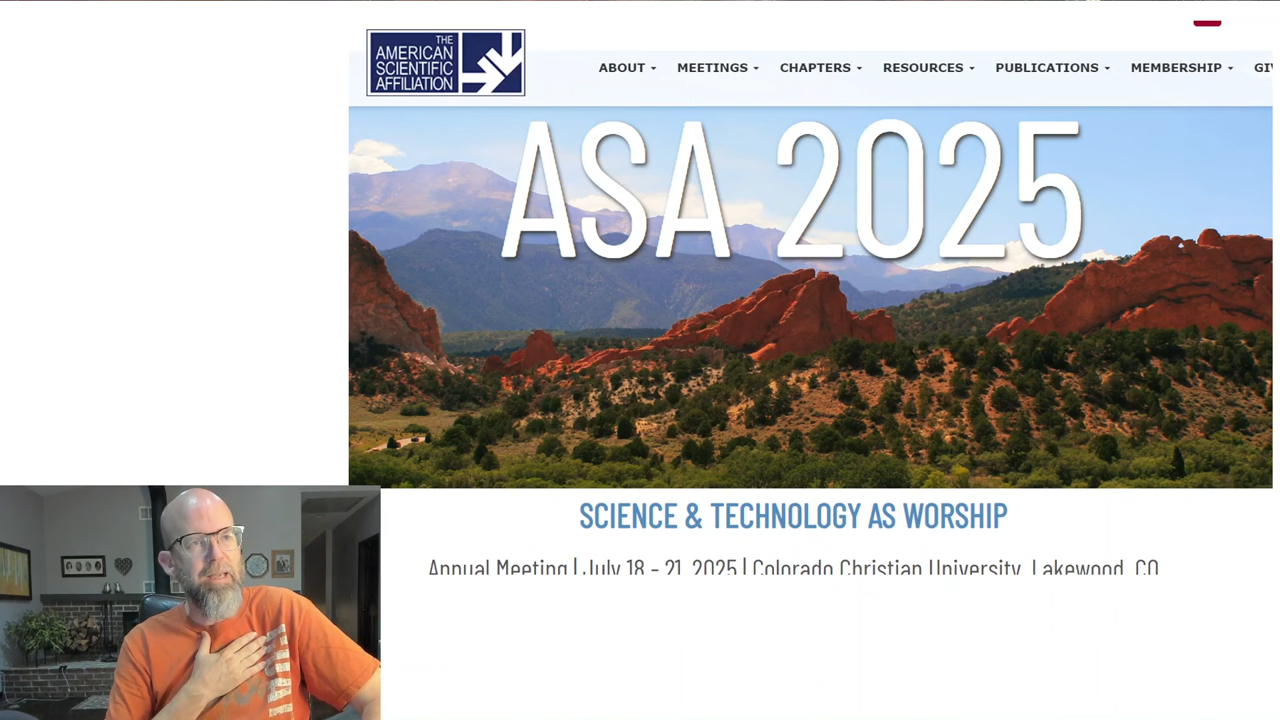 THE
AMERICAN
SCIENTIFIC
AFFILIATION
ABOUT MEETINGS CHAPTERS RESOURCES PUBLICATIONS MEMBERSHIP
ASA 2025
SCIENCE & TECHNOLOGY AS WORSHIP
Annual Meeting | July 18 - 21, 2025 | Colorado Christian University, Lakewood, CO